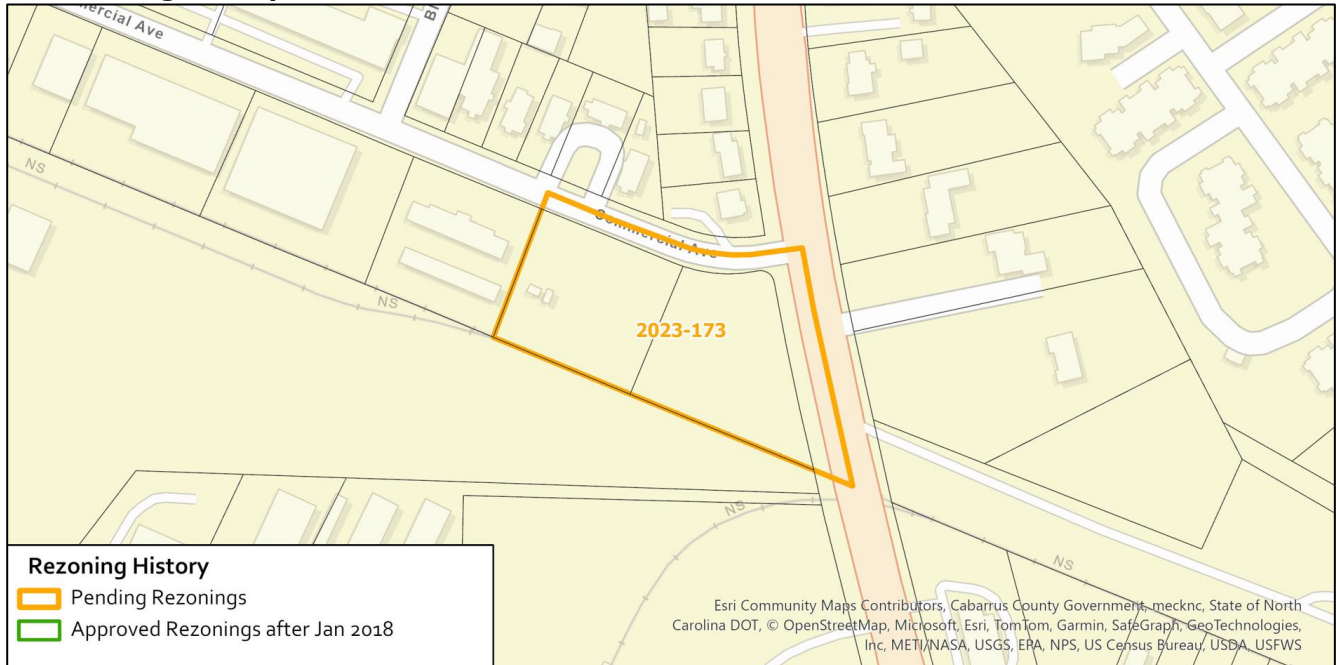 mercial Ave
NS
Commercial Ave
NS
2023-173
NS
NS
Rezoning History
Pending Rezonings
Approved Rezonings after Jan 2018
Esri Community Maps Contributors, Cabarrus County Government, mecknc, State of North
Carolina DOT, © OpenStreetMap, Microsoft, Esri, TomTom, Garmin, SafeGraph, GeoTechnologies,
Inc, METI/NASA, USGS, EPA, NPS, US Census Bureau, USDA, USFWS